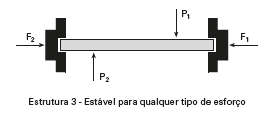 P₁
F₂
F₁
P₂
Estrutura 3 - Estável para qualquer tipo de esforço